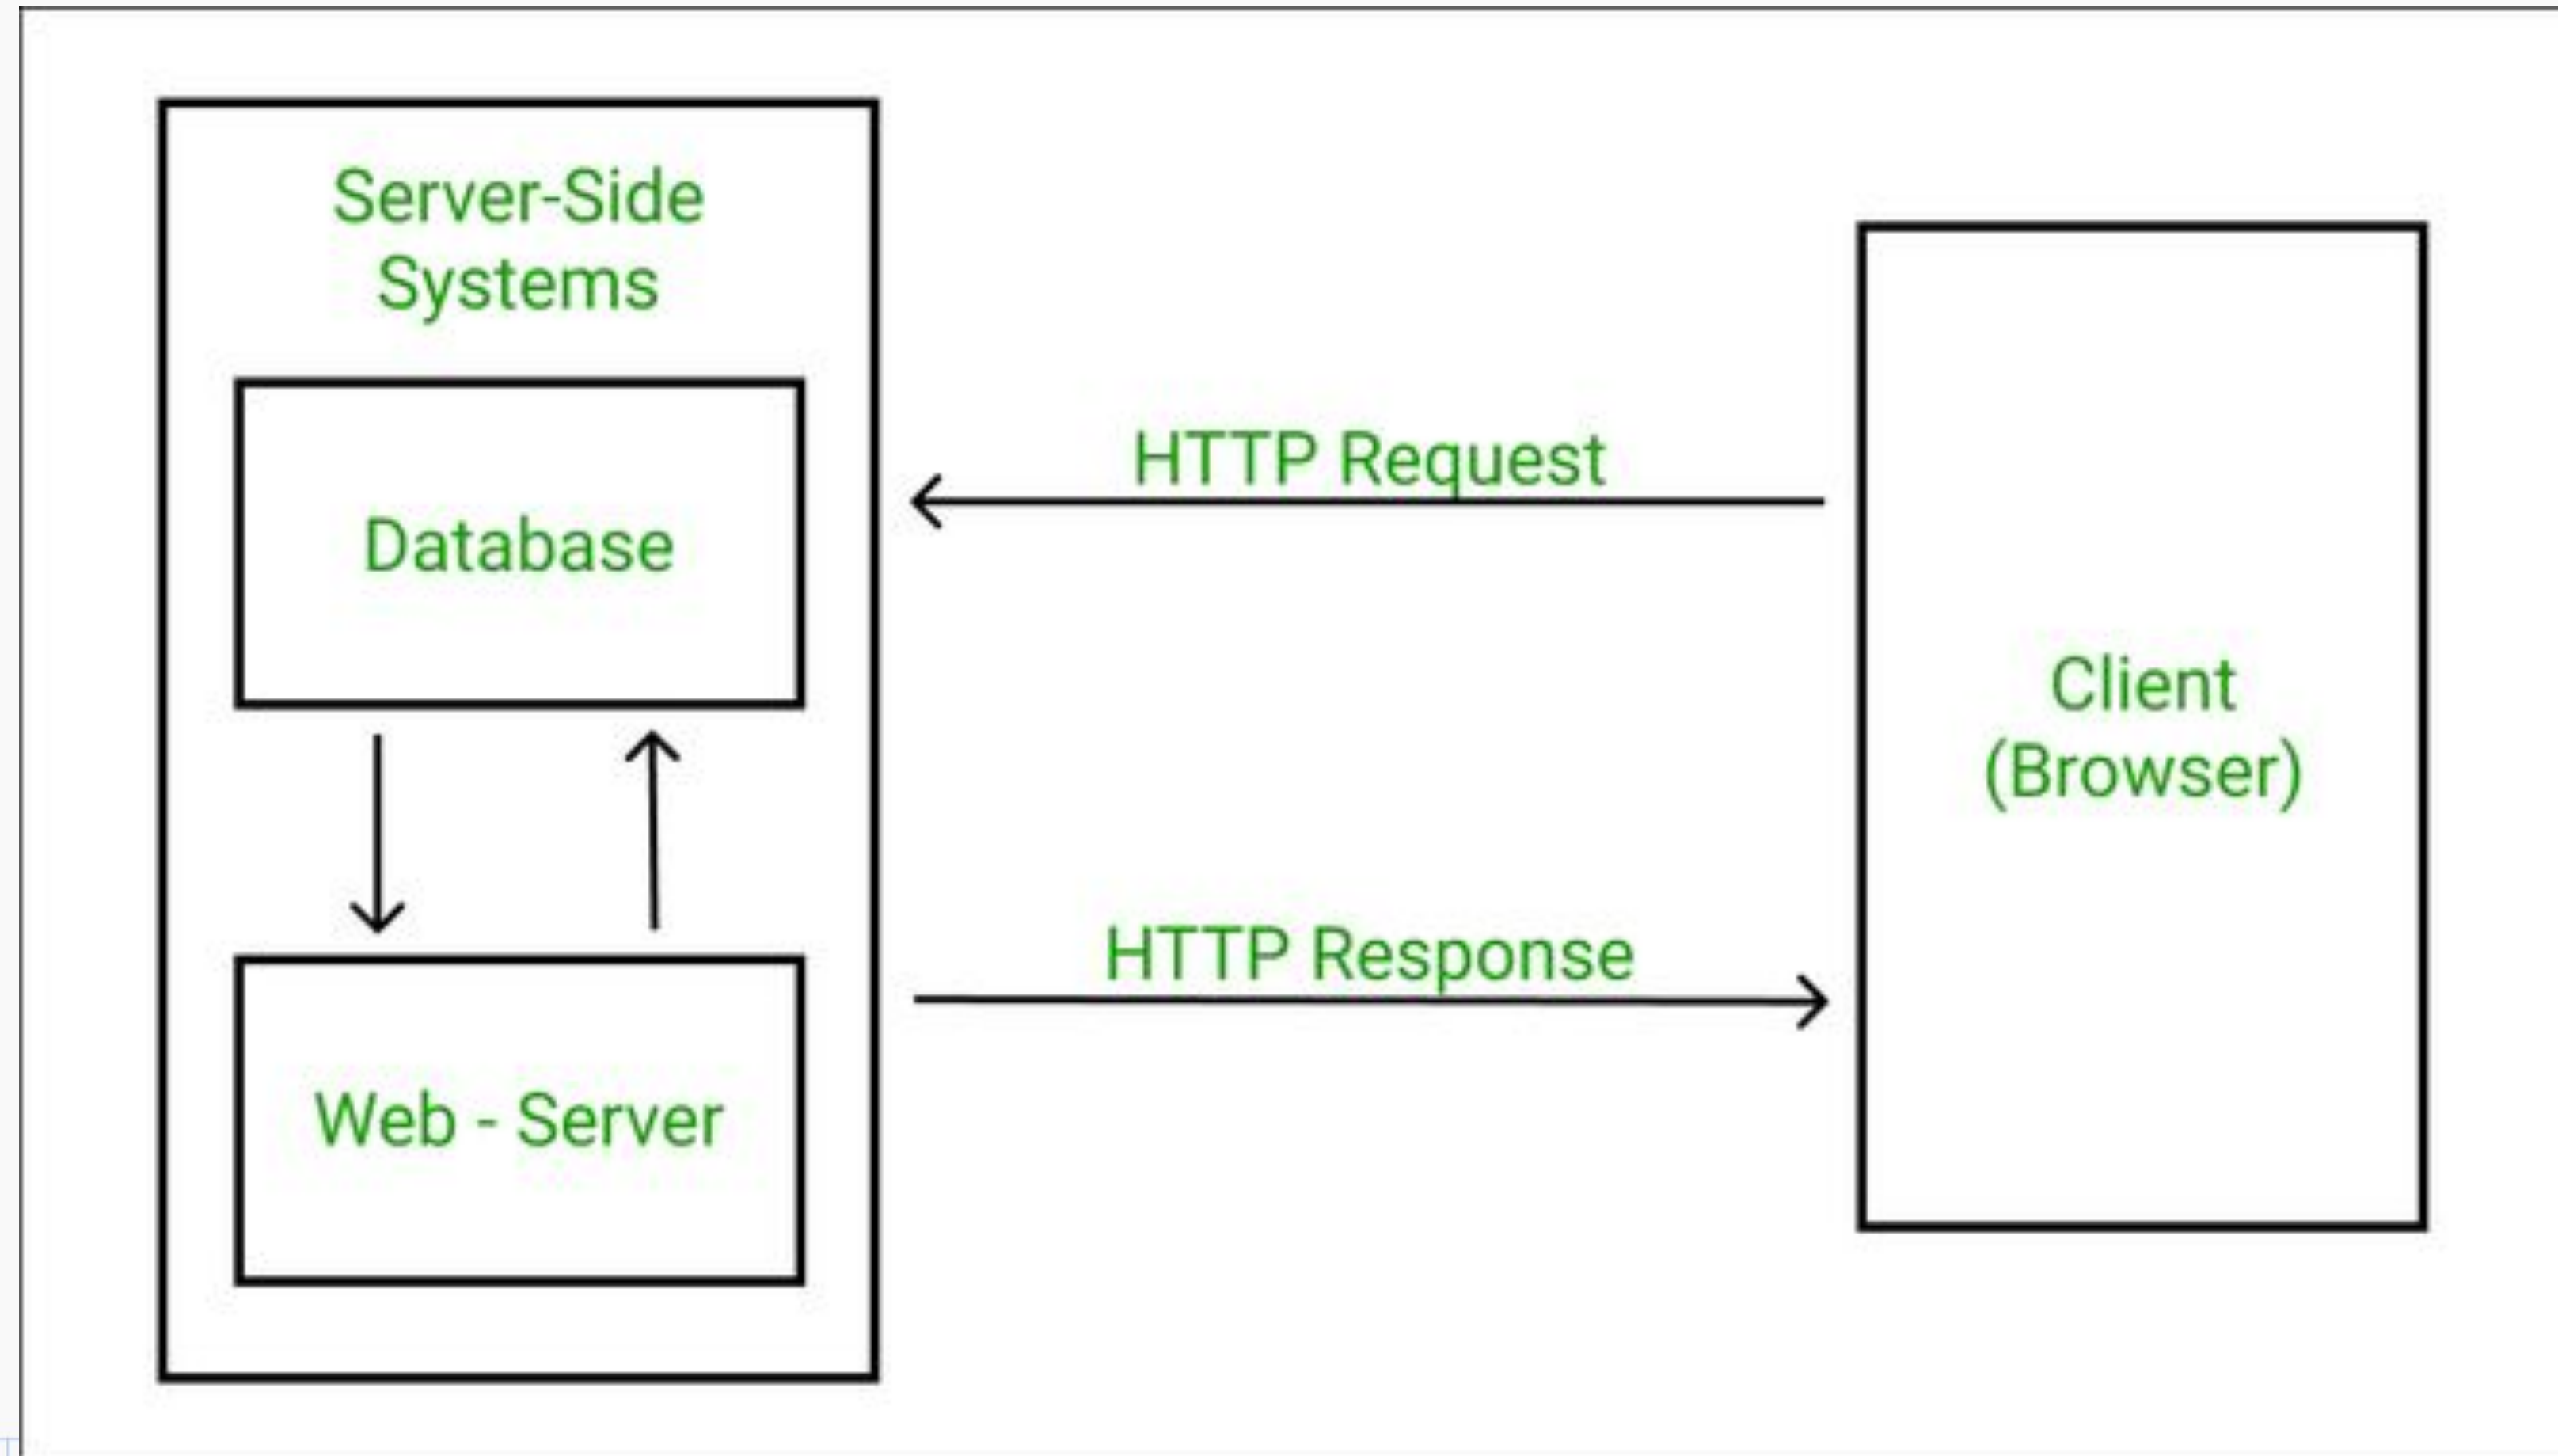 Server-Side
Systems
Database
Web - Server
HTTP Request
HTTP Response
Client
(Browser)